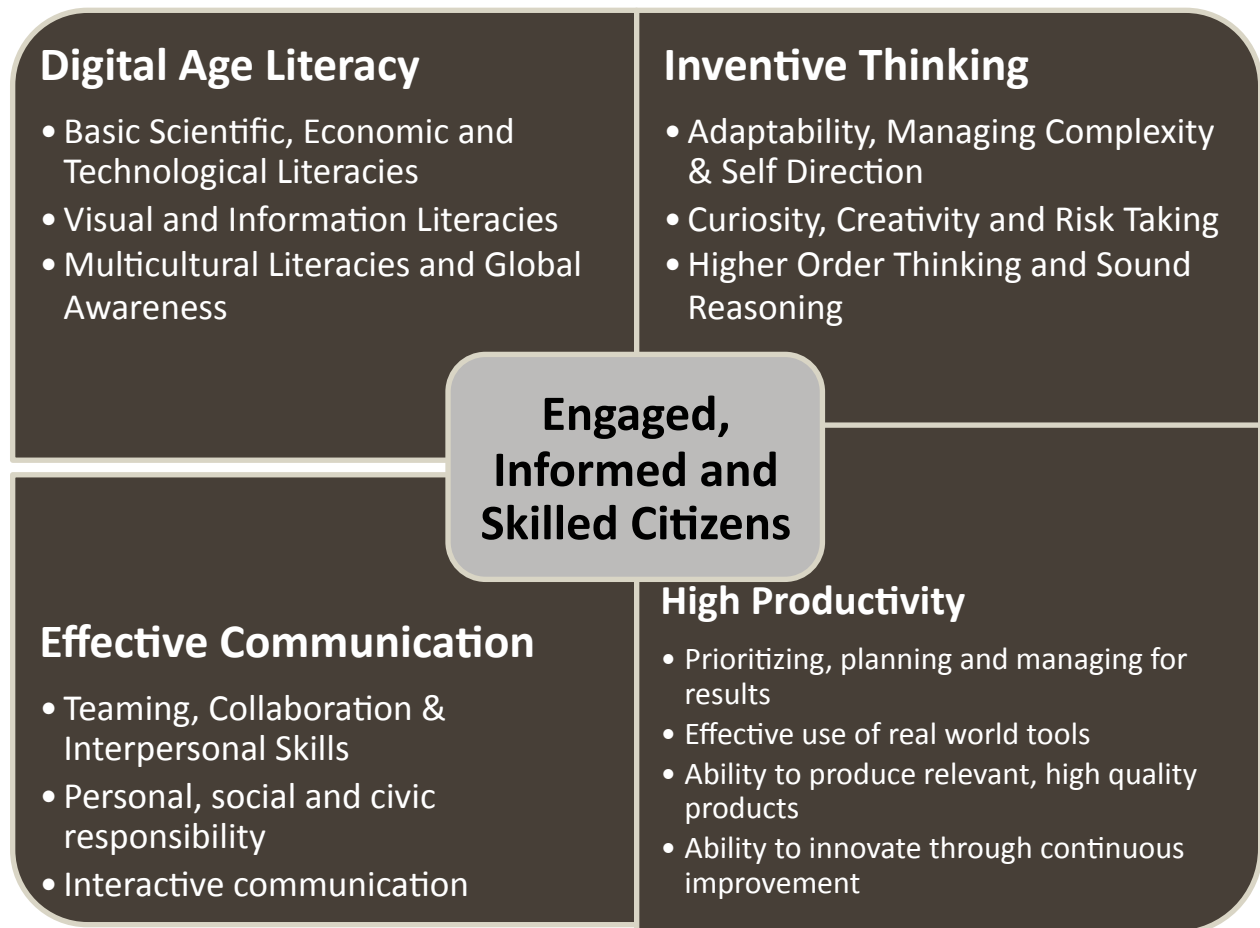 Digital Age Literacy
• Basic Scientific, Economic and
Technological Literacies
• Visual and Information Literacies
• Multicultural Literacies and Global
Awareness
Inventive Thinking
• Adaptability, Managing Complexity
& Self Direction
• Curiosity, Creativity and Risk Taking
• Higher Order Thinking and Sound
Reasoning
Engaged,
Informed and
Skilled Citizens
Effective Communication
• Teaming, Collaboration &
Interpersonal Skills
• Personal, social and civic
responsibility
• Interactive communication
High Productivity
• Prioritizing, planning and managing for
results
• Effective use of real world tools
• Ability to produce relevant, high quality
products
• Ability to innovate through continuous
improvement